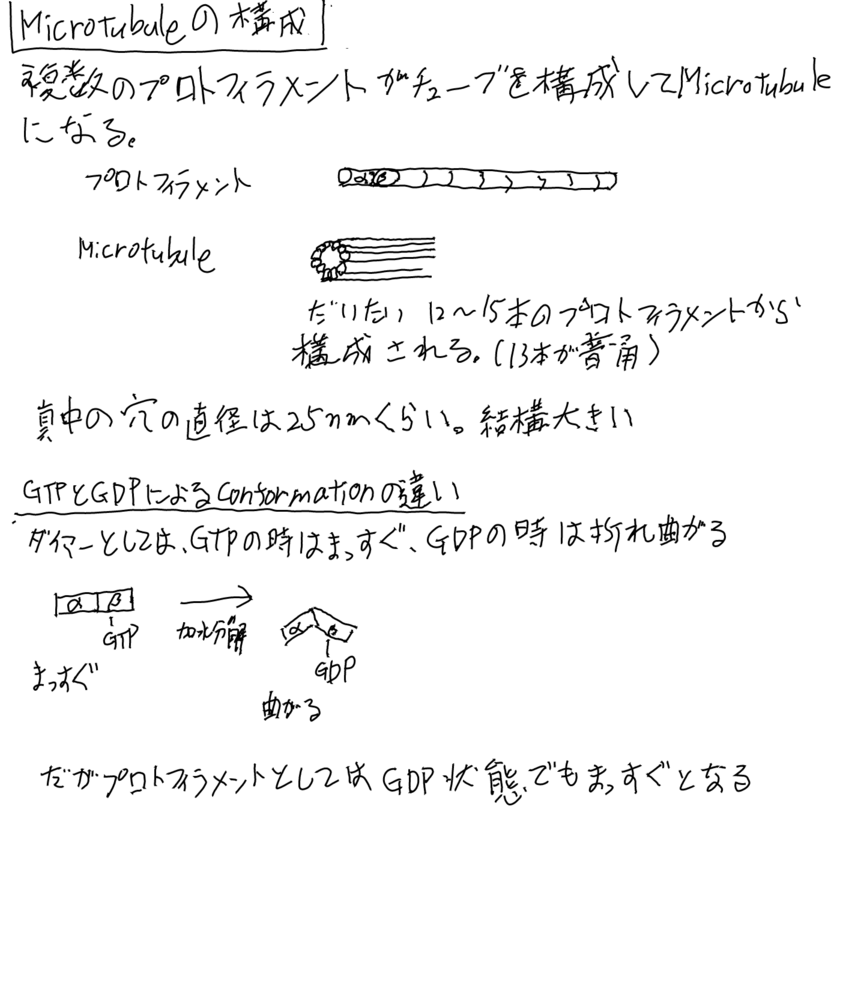 Microtubuleの構成
複数のプロトフィラメントがチューブを構成してMicrotubule
になる。
プロトフィラメント
αβ
Microtubule
だいたい12〜15本のプロトフィラメントから
構成される。(13本が普通)
真中の穴の直径は25nmくらい。結構大きい
GTPとGDPによるConformationの違い
ダイマーとしては、GTPの時はまっすぐ、GDPの時は折れ曲がる
α β
GTP
まっすぐ
加水分解
α β
GDP
曲がる
だがプロトフィラメントとしてはGDP状態でもまっすぐとなる